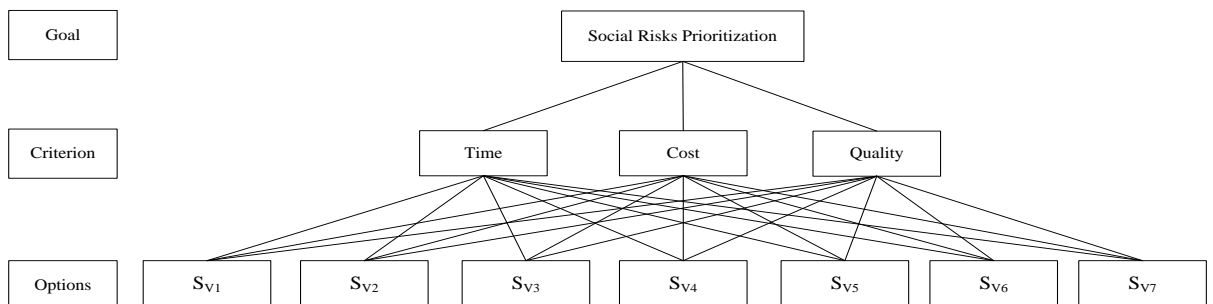 Goal
Social Risks Prioritization
Criterion
Time
Cost
Quality
Options
SV1
SV2
SV3
SV4
SV5
SV6
SV7